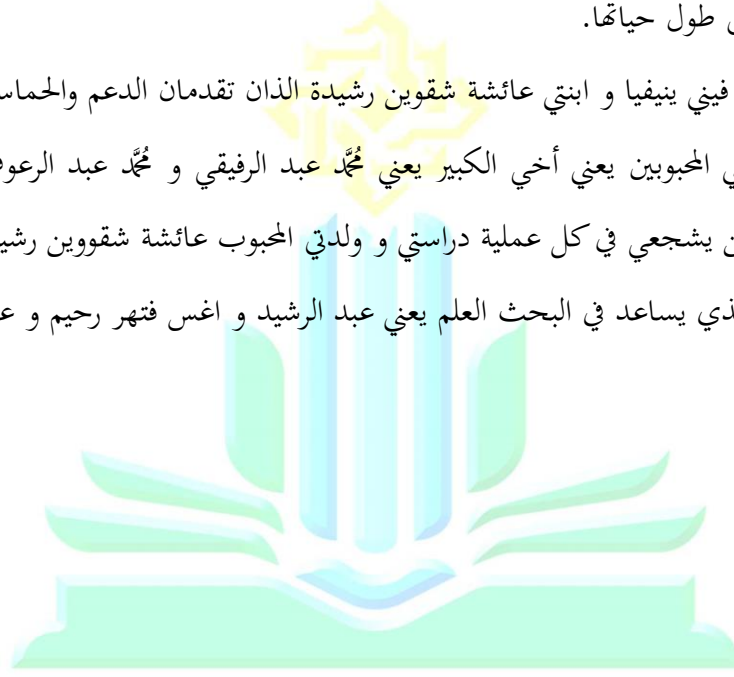 طول حياتها.
فيني ينيفيا و ابنتي عائشة شقوين رشيدة الذان تقدمان الدعم والحماس
المحبوبين يعني أخي الكبير يعني مُحَمَّد عبد الرفيقي و مُحَمَّد عبد الرعوف
يشجعي في كل عملية دراستي و ولدتي المحبوب عائشة شقووين رشي
يساعد في البحث العلم يعني عبد الرشيد و اغس فتهر رحيم و